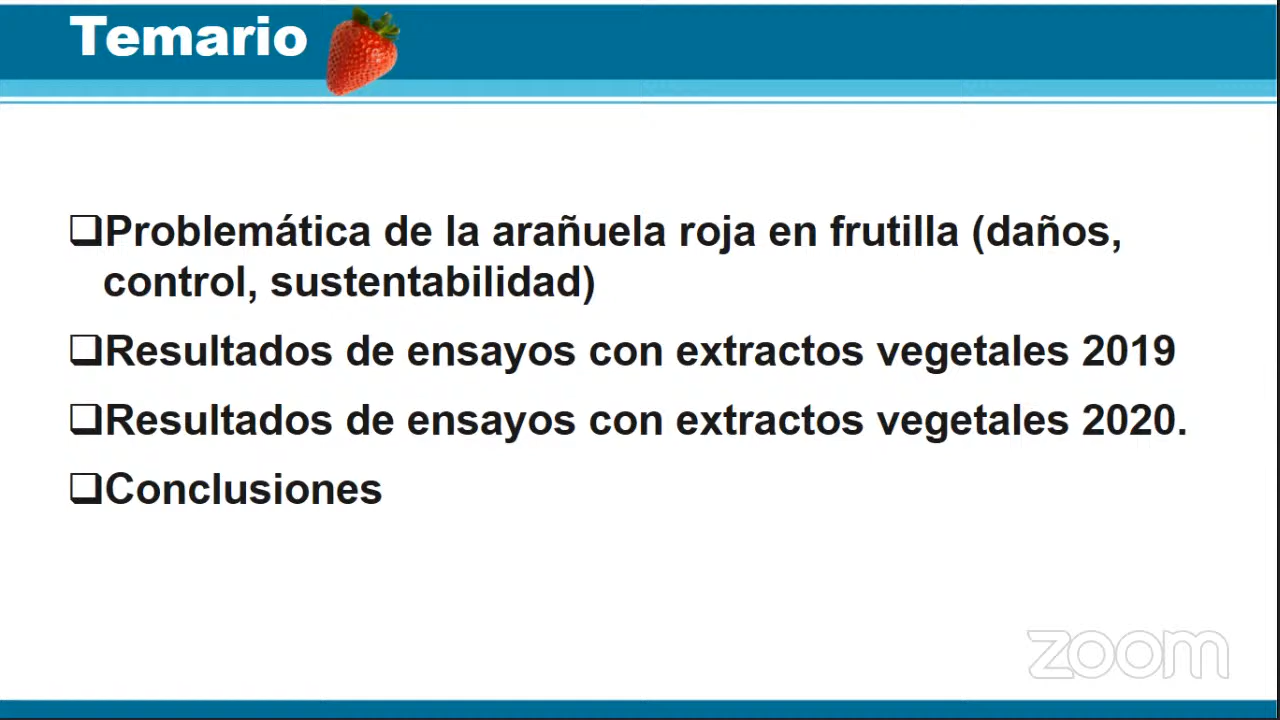 Temario
❑Problemática de la arañuela roja en frutilla (daños,
control, sustentabilidad)
❑Resultados de ensayos con extractos vegetales 2019
❑Resultados de ensayos con extractos vegetales 2020.
❑Conclusiones
zoom